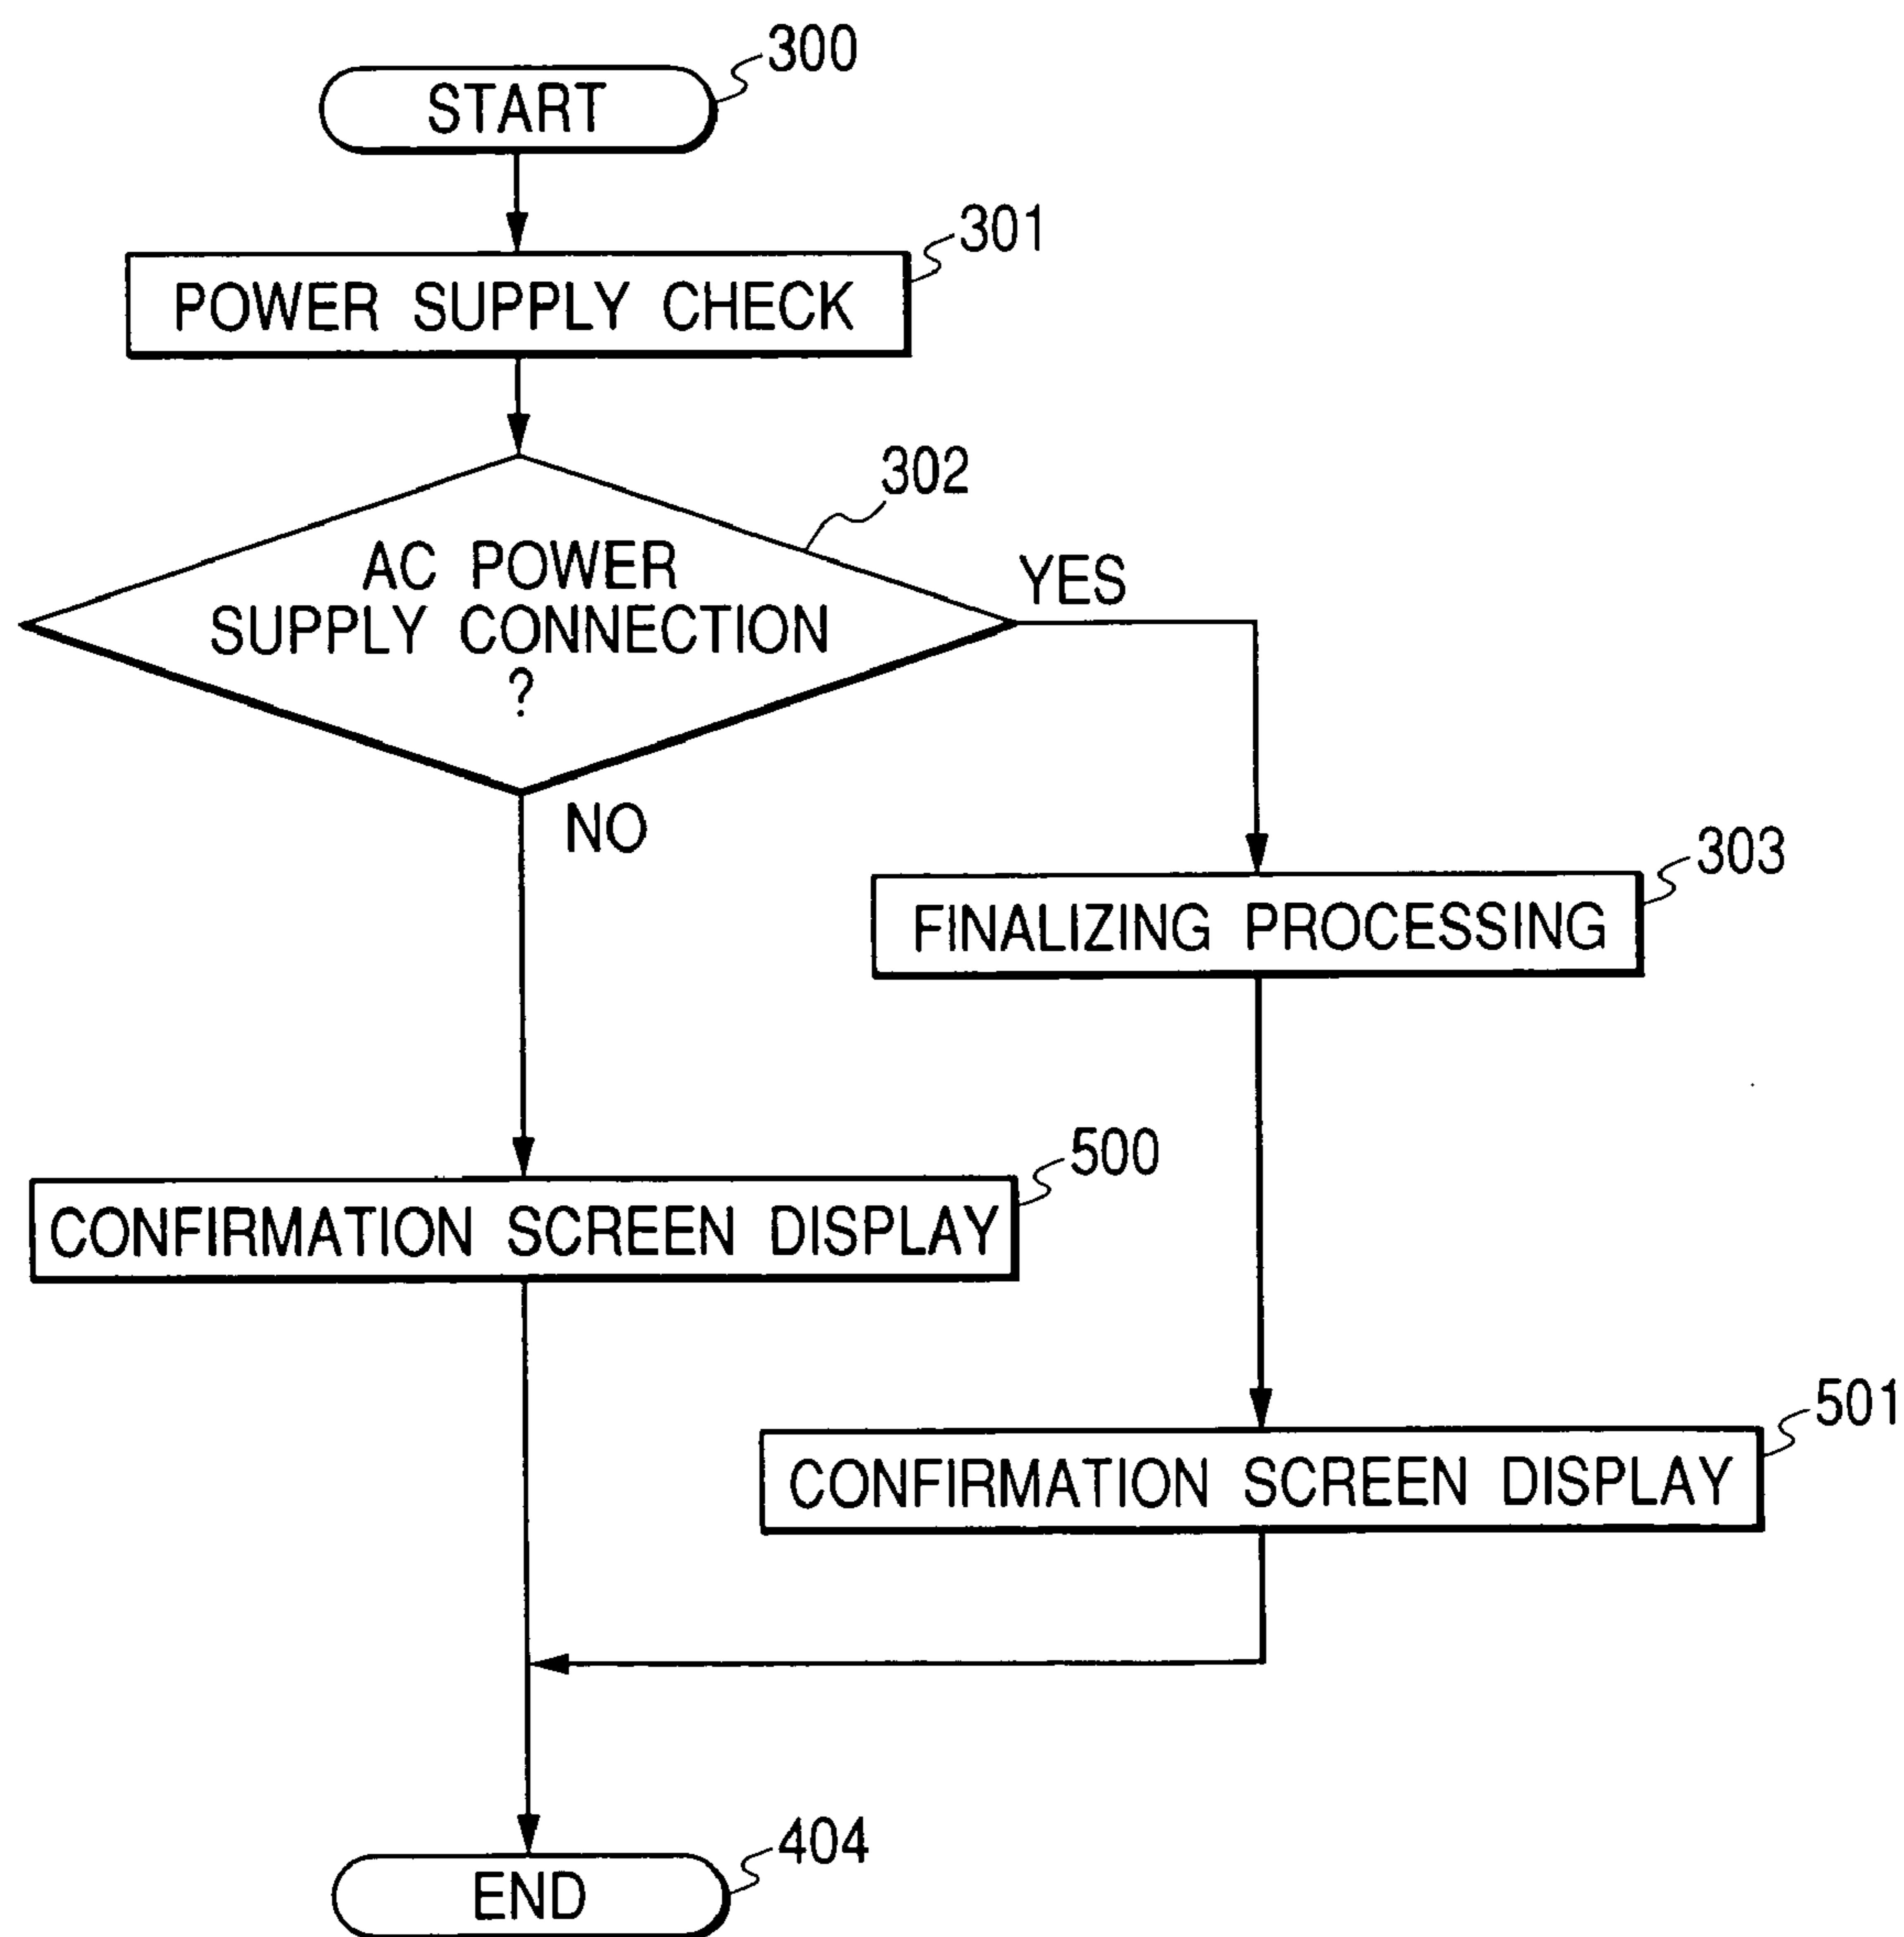 300
START
301
POWER SUPPLY CHECK
302
AC POWER
SUPPLY CONNECTION
?
YES
NO
303
FINALIZING PROCESSING
500
CONFIRMATION SCREEN DISPLAY
501
CONFIRMATION SCREEN DISPLAY
404
END